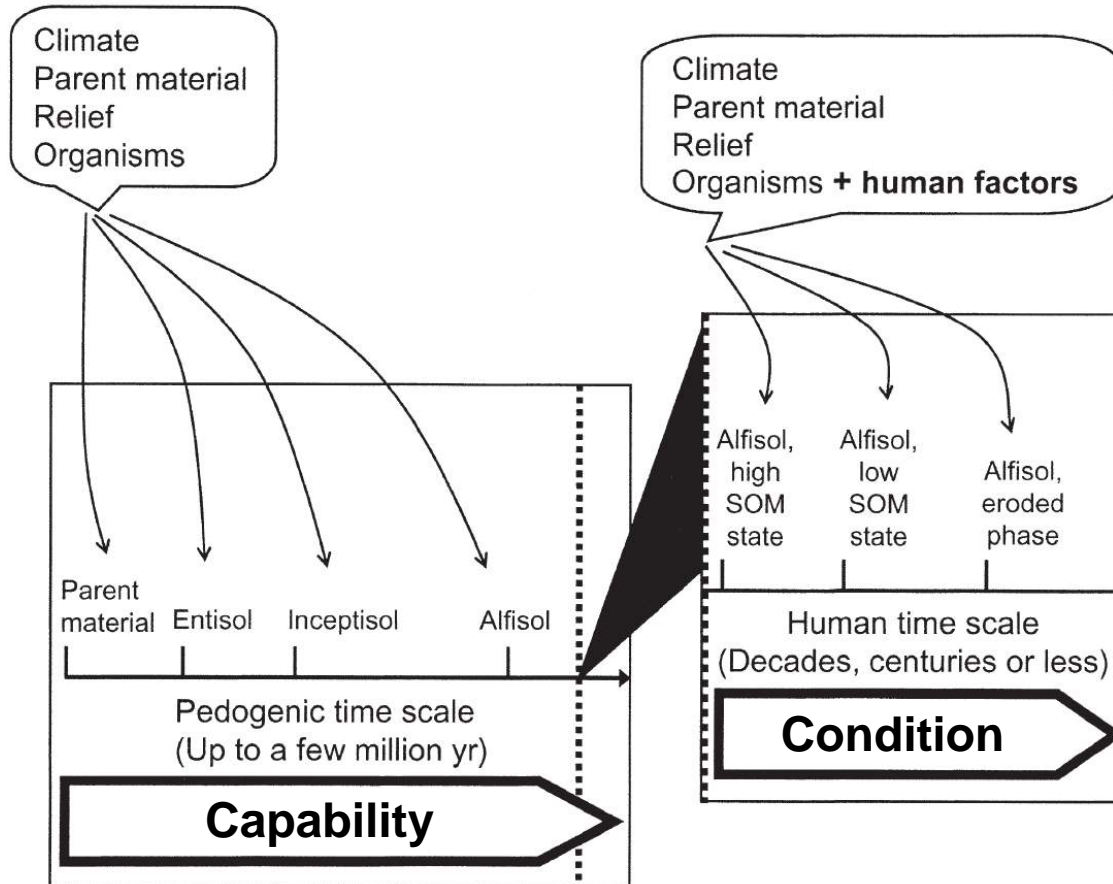 Climate
Parent material
Relief
Organisms
Climate
Parent material
Relief
Organisms + human factors
Parent
material
Entisol
Inceptisol
Alfisol
Pedogenic time scale
(Up to a few million yr)
Capability
Alfisol,
high
SOM
state
Alfisol,
low
SOM
state
Alfisol,
eroded
phase
Human time scale
(Decades, centuries or less)
Condition